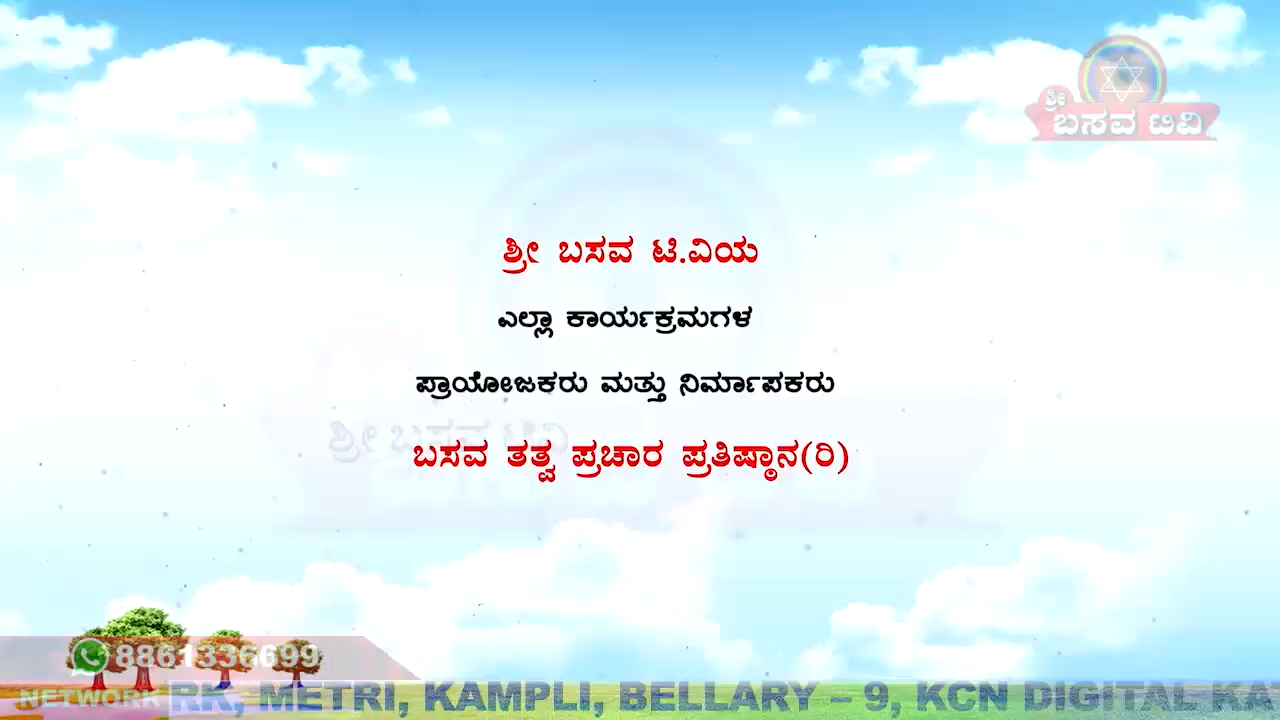 ಶ್ರೀ
ಬಸವ ಟಿವಿ
ಶ್ರೀ ಬಸವ ಟಿ.ವಿಯ
ಎಲ್ಲಾ ಕಾರ್ಯಕ್ರಮಗಳ
ಪ್ರಾಯೋಜಕರು ಮತ್ತು ನಿರ್ಮಾಪಕರು
ಶ್ರೀ ಬಸವ ಟಿವಿ
ಬಸವ ತತ್ವ ಪ್ರಚಾರ ಪ್ರತಿಷ್ಠಾನ(ರಿ)
8861336699
NETWORK RK, METRI, KAMPLI, BELLARY – 9, KCN DIGITAL KA